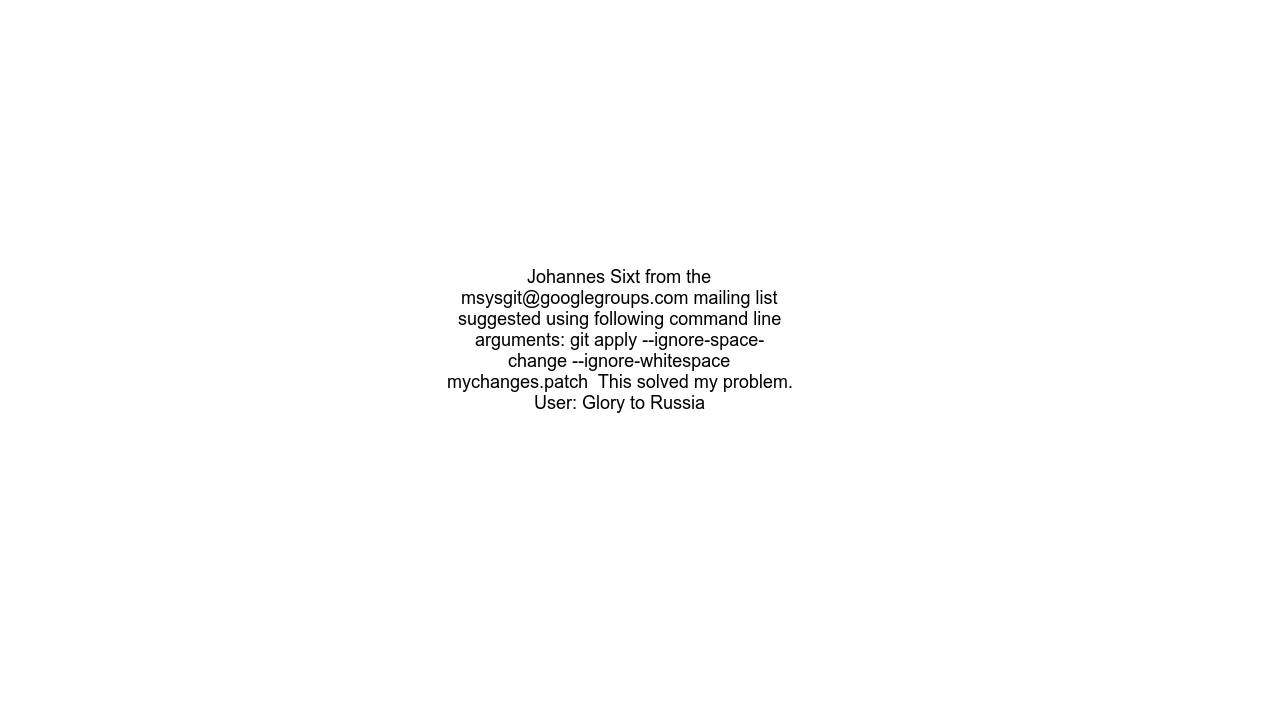 Johannes Sixt from the
msysgit@googlegroups.com mailing list
suggested using following command line
arguments: git apply --ignore-space-
change --ignore-whitespace
mychanges.patch  This solved my problem.
User: Glory to Russia